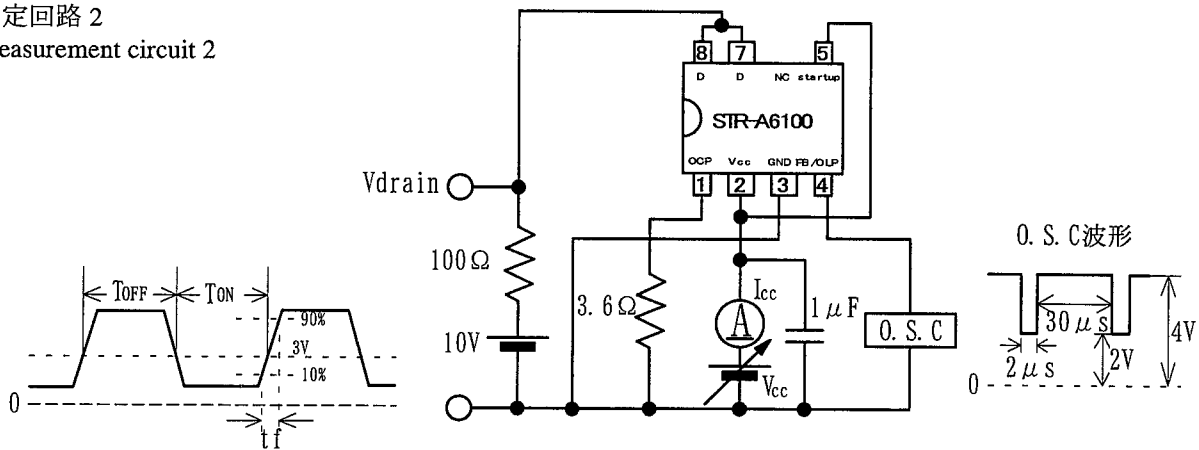 定回路 2
easurement circuit 2
8 7 5
D D NC startup
STR-A6100
OCP Vcc GND FB/OLP
1 2 3 4
Vdrain
100Ω
10V
3.6Ω
Icc
A
Vcc
1μF
O.S.C
TOFF TON
90%
3V
10%
0
tf
O.S.C波形
30μs
4V
2μs
2V
0